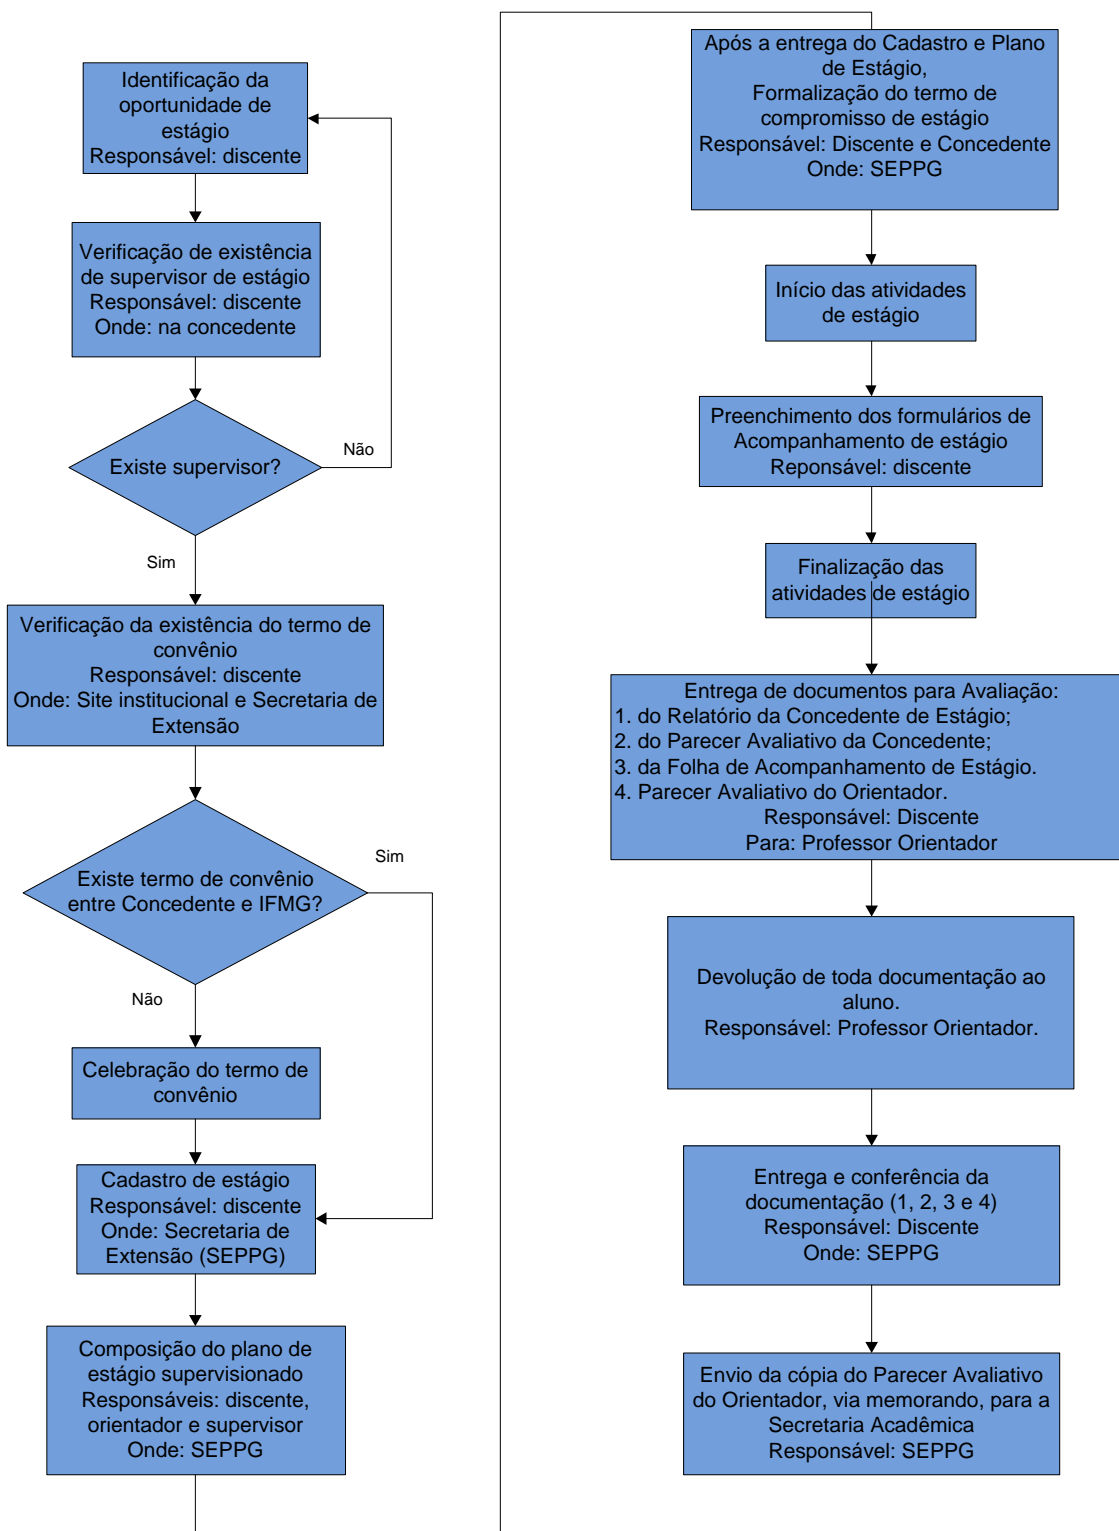 Identificação da
oportunidade de
estágio
Responsável: discente
Verificação de existência
de supervisor de estágio
Responsável: discente
Onde: na concedente
Existe supervisor?
Não
Sim
Verificação da existência do termo de
convênio
Responsável: discente
Onde: Site institucional e Secretaria de
Extensão
Existe termo de convênio
entre Concedente e IFMG?
Sim
Não
Celebração do termo de
convênio
Cadastro de estágio
Responsável: discente
Onde: Secretaria de
Extensão (SEPPG)
Composição do plano de
estágio supervisionado
Responsáveis: discente,
orientador e supervisor
Onde: SEPPG
Após a entrega do Cadastro e Plano
de Estágio,
Formalização do termo de
compromisso de estágio
Responsável: Discente e Concedente
Onde: SEPPG
Início das atividades
de estágio
Preenchimento dos formulários de
Acompanhamento de estágio
Reponsável: discente
Finalização das
atividades de estágio
Entrega de documentos para Avaliação:
1. do Relatório da Concedente de Estágio;
2. do Parecer Avaliativo da Concedente;
3. da Folha de Acompanhamento de Estágio.
4. Parecer Avaliativo do Orientador.
Responsável: Discente
Para: Professor Orientador
Devolução de toda documentação ao
aluno.
Responsável: Professor Orientador.
Entrega e conferência da
documentação (1, 2, 3 e 4)
Responsável: Discente
Onde: SEPPG
Envio da cópia do Parecer Avaliativo
do Orientador, via memorando, para a
Secretaria Acadêmica
Responsável: SEPPG